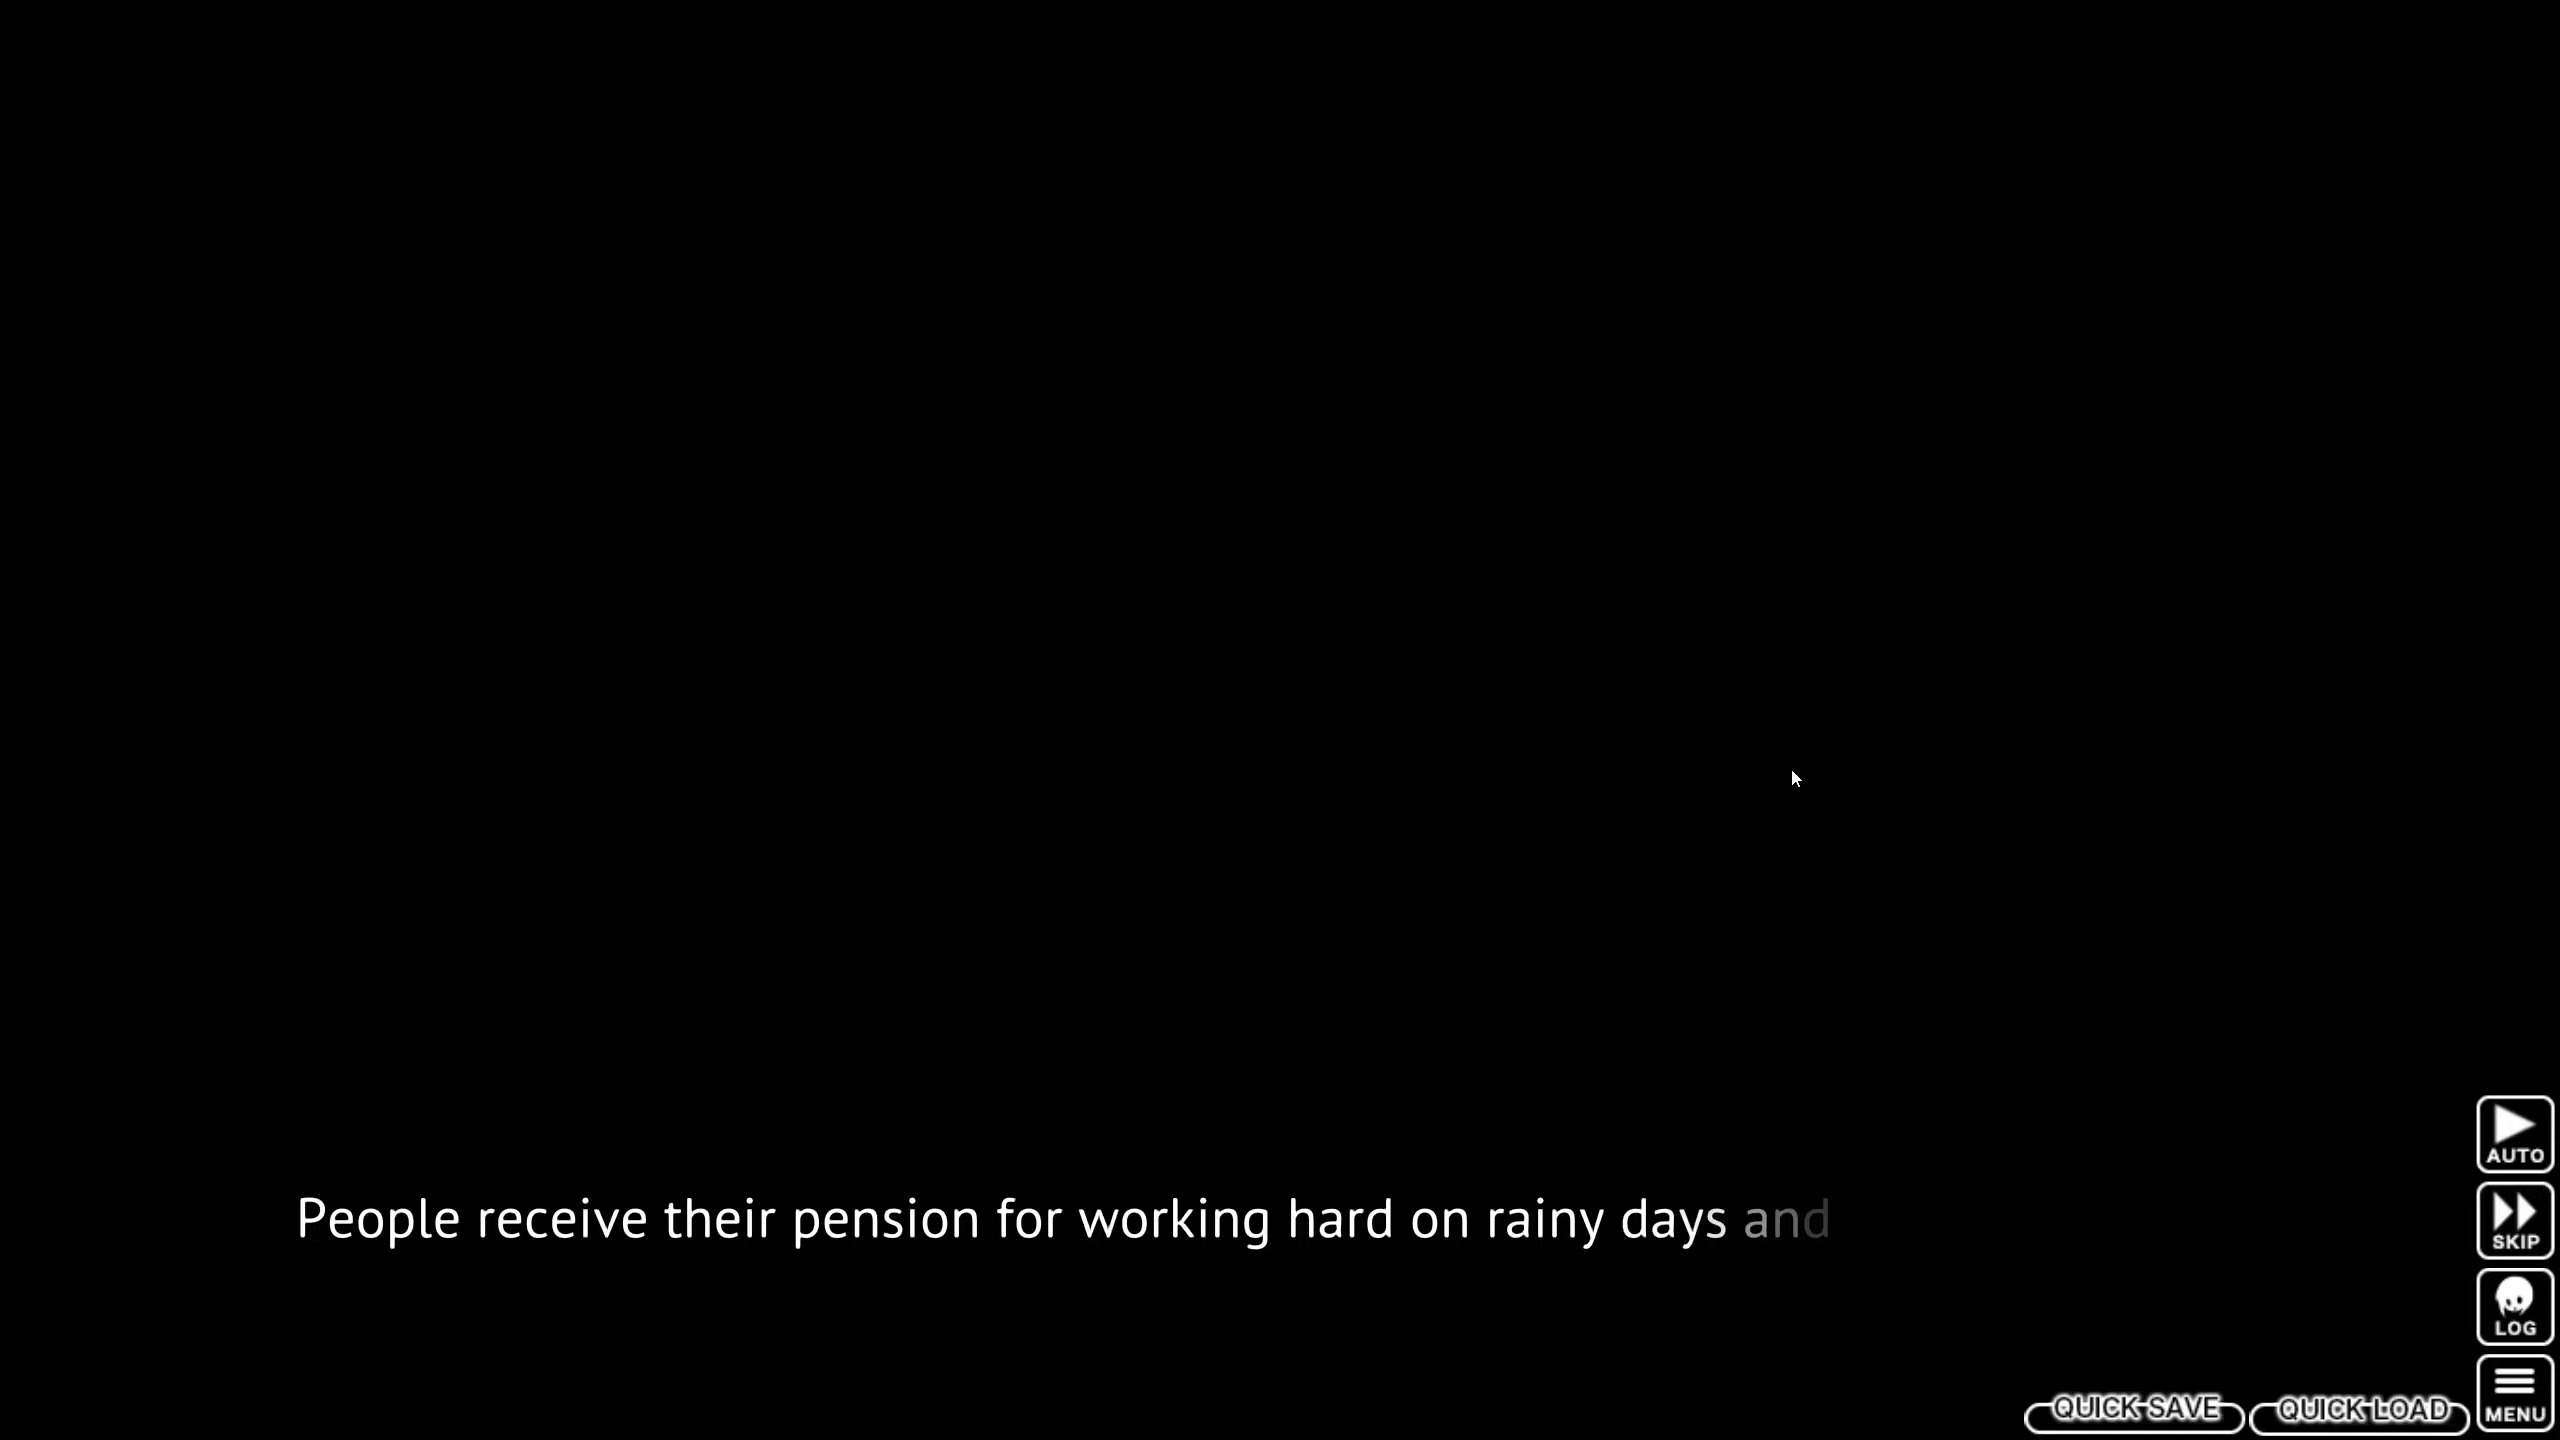 People receive their pension for working hard on rainy days and
AUTO
SKIP
LOG
MENU
QUICK SAVE
QUICK LOAD